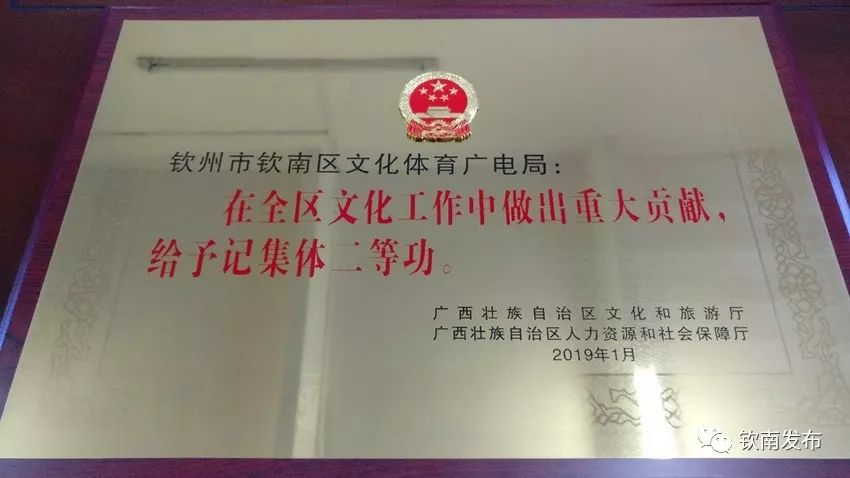 钦州市钦南区文化体育广电局：
在全区文化工作中做出重大贡献，
给予记集体二等功。
广西壮族自治区文化和旅游厅
广西壮族自治区人力资源和社会保障厅
2019年1月
钦南发布